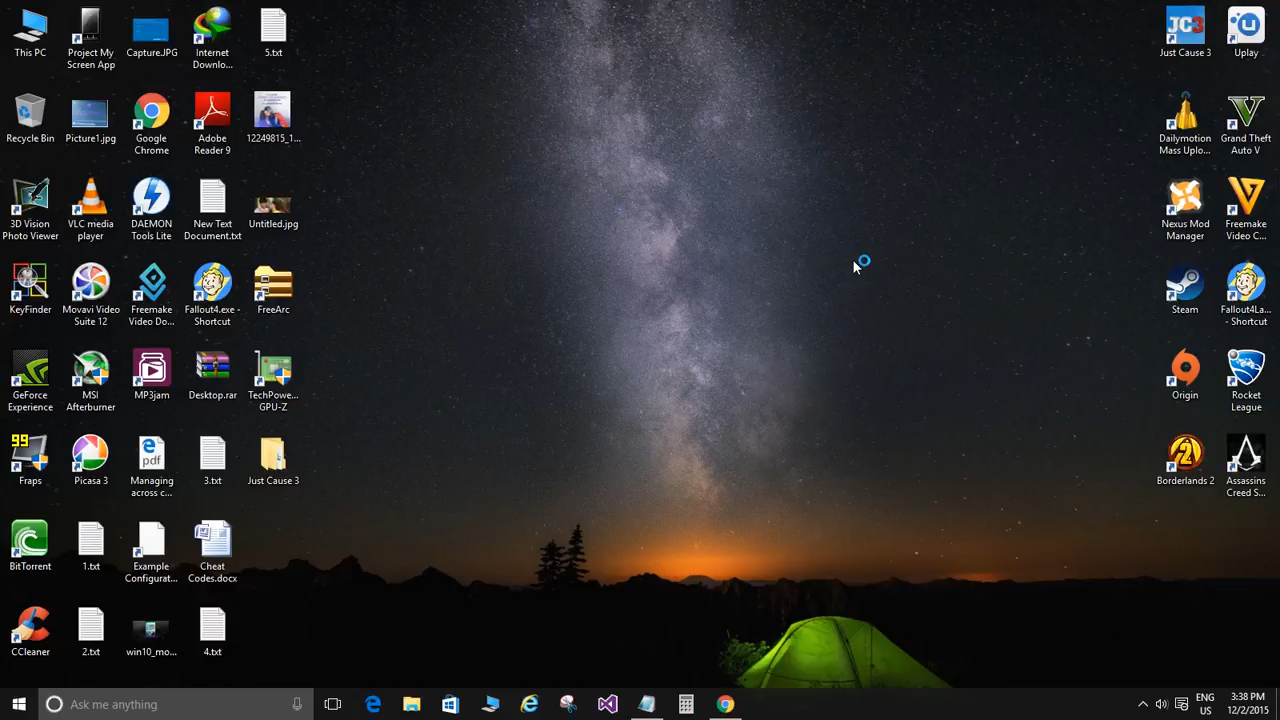 This PC
Project My
Screen App
Capture.JPG
Internet
Downlo...
5.txt
JC3
Just Cause 3
Uplay
Recycle Bin
Picture1.jpg
Google
Chrome
Adobe
Reader 9
12249815_1...
Dailymotion
Mass Uplo...
Grand Theft
Auto V
3D Vision
Photo Viewer
VLC media
player
DAEMON
Tools Lite
New Text
Document.txt
Untitled.jpg
Nexus Mod
Manager
Freemake
Video C...
KeyFinder
Movavi Video
Suite 12
Freemake
Video Do...
Fallout4.exe -
Shortcut
FreeArc
Steam
Fallout4La...
- Shortcut
GeForce
Experience
MSI
Afterburner
MP3jam
Desktop.rar
TechPowe...
GPU-Z
Origin
Rocket
League
99
Fraps
Picasa 3
pdf
Managing
across c...
3.txt
Just Cause 3
2
Borderlands 2
Assassins
Creed S...
BitTorrent
1.txt
Example
Configurat...
Cheat
Codes.docx
CCleaner
2.txt
win10_mo...
4.txt
Ask me anything
ENG
US
3:38 PM
12/2/2015